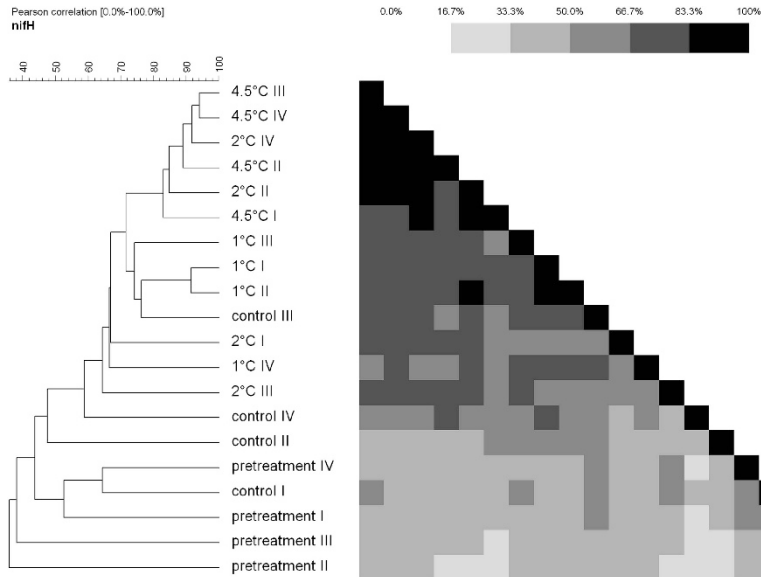 Pearson correlation [0.0%-100.0%]
nifH
0.0% 16.7% 33.3% 50.0% 66.7% 83.3% 100%
40 50 60 70 80 90 100
4.5°C III
4.5°C IV
2°C IV
4.5°C II
2°C II
4.5°C I
1°C III
1°C I
1°C II
control III
2°C I
1°C IV
2°C III
control IV
control II
pretreatment IV
control I
pretreatment I
pretreatment III
pretreatment II